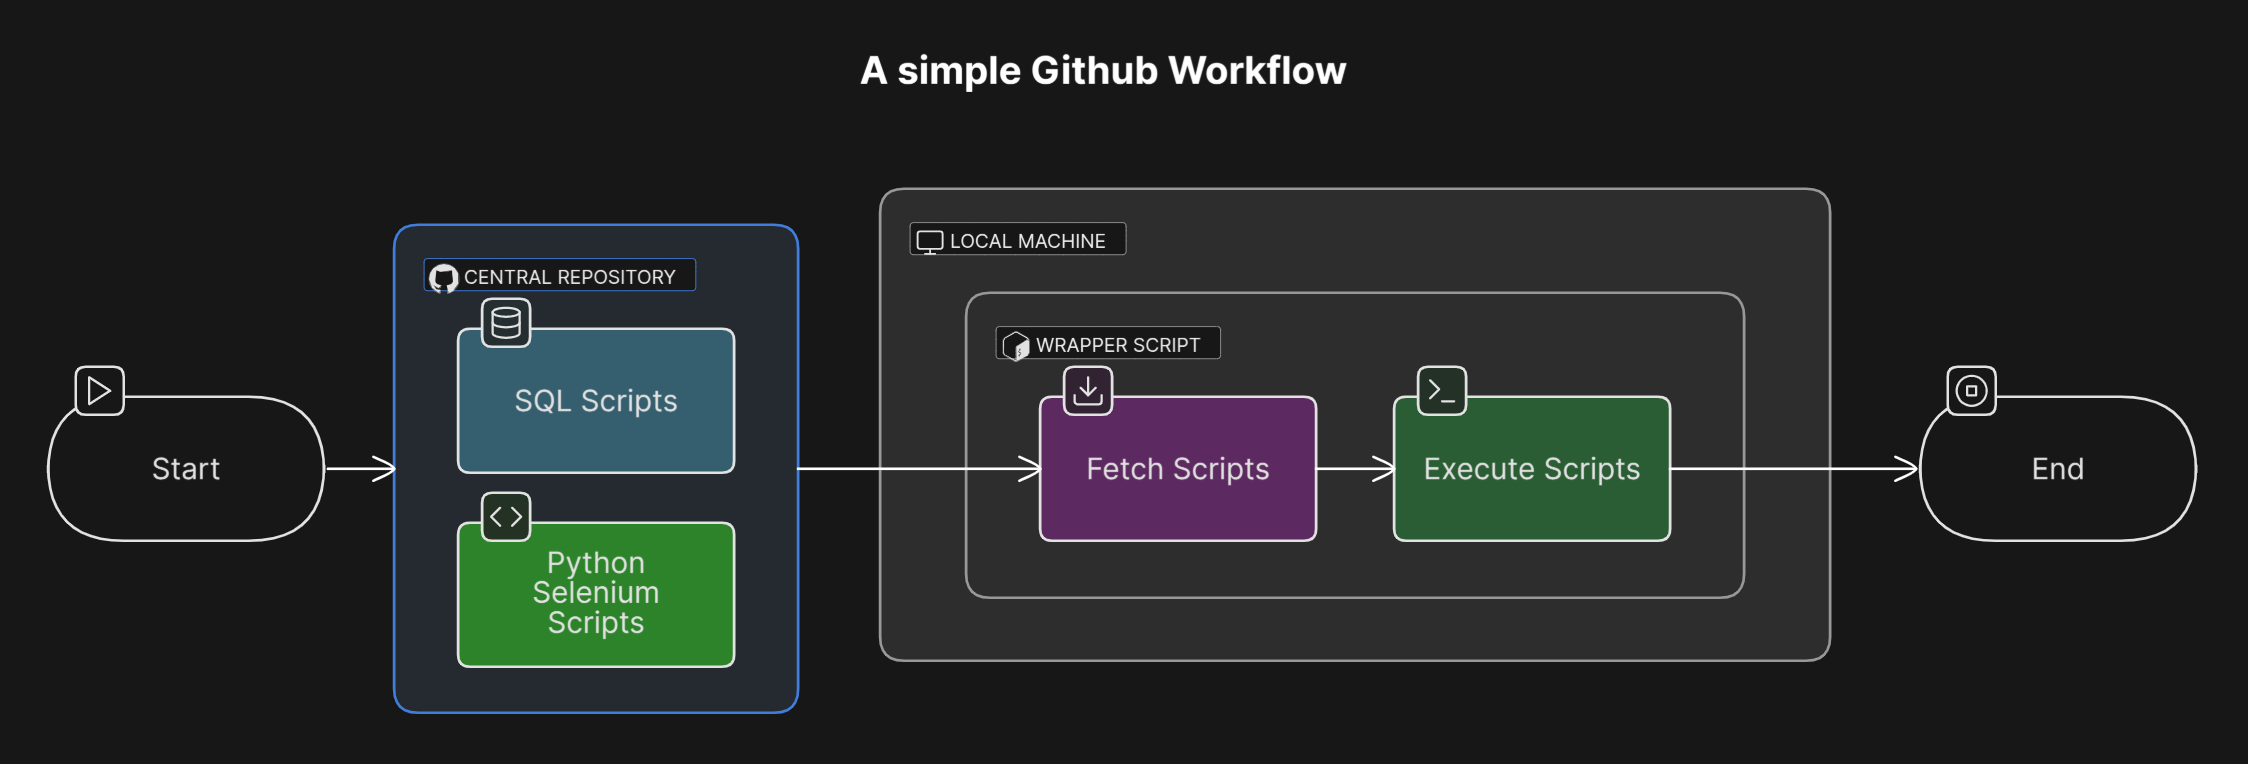 A simple Github Workflow
Start
CENTRAL REPOSITORY
SQL Scripts
Python
Selenium
Scripts
LOCAL MACHINE
WRAPPER SCRIPT
Fetch Scripts
Execute Scripts
End